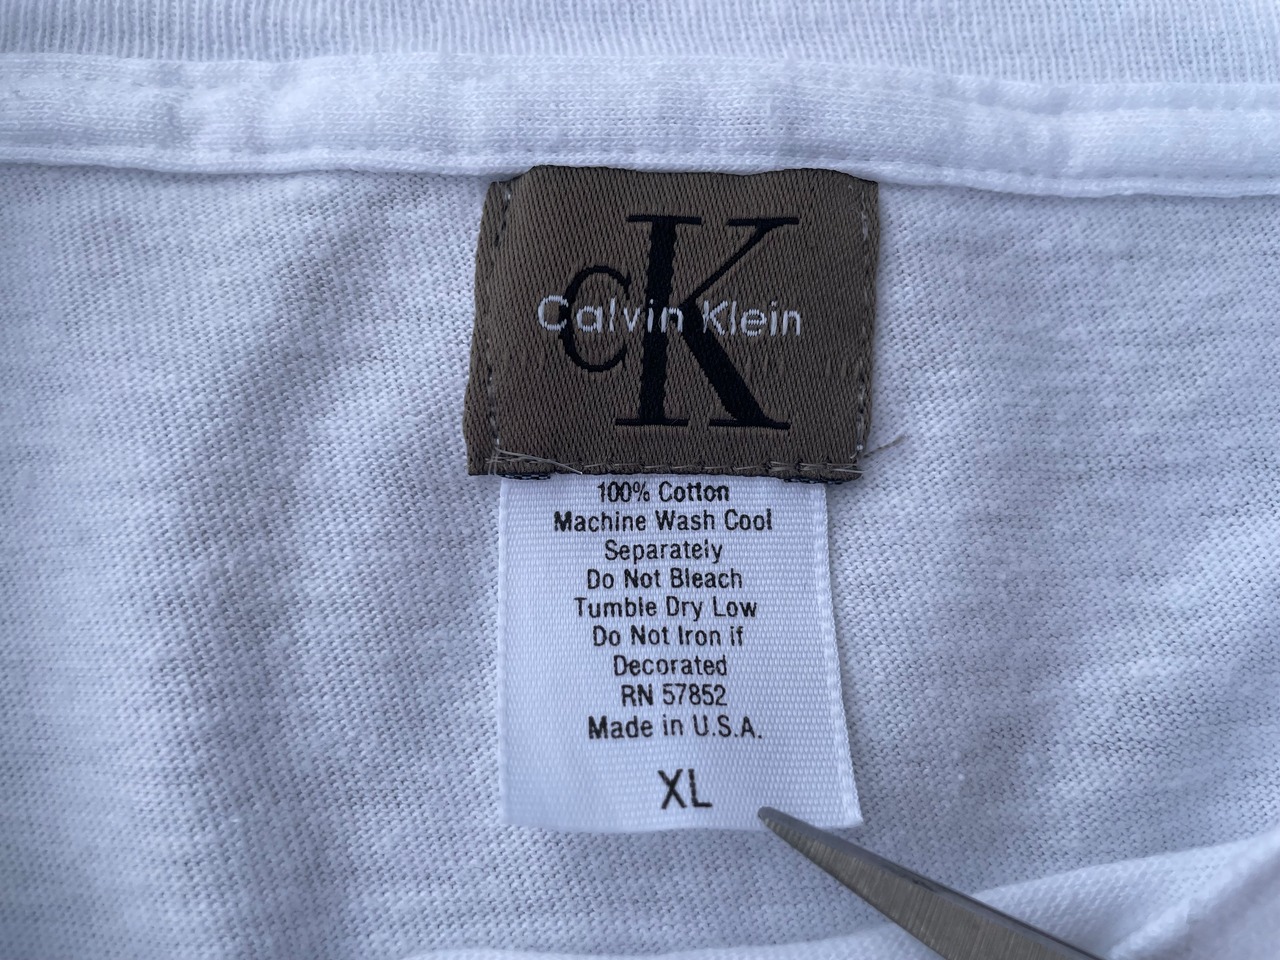 CK
Calvin Klein
100% Cotton
Machine Wash Cool
Separately
Do Not Bleach
Tumble Dry Low
Do Not Iron if
Decorated
RN 57852
Made in U.S.A.
XL